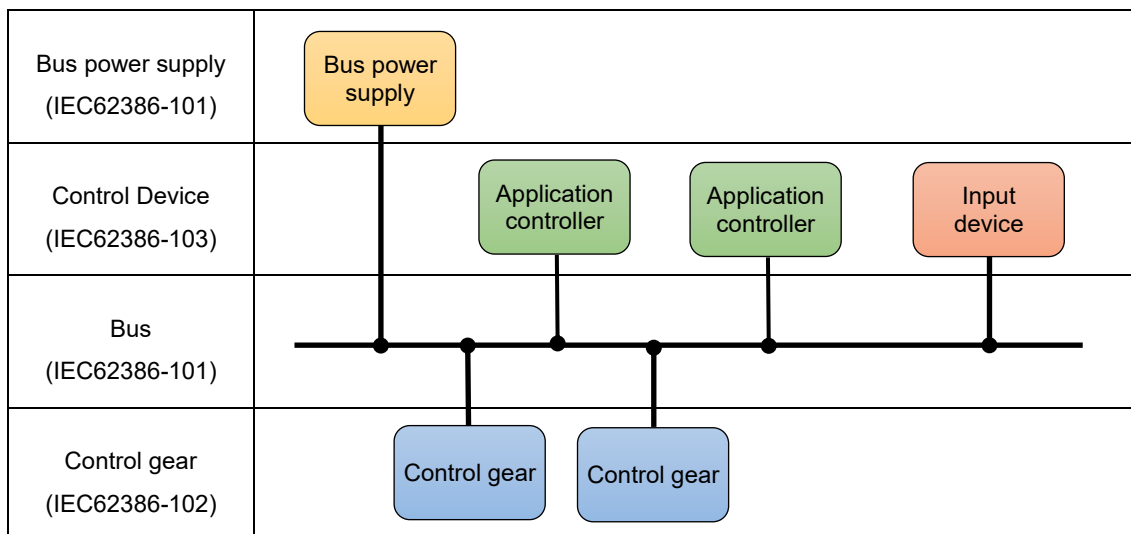 Bus power supply
(IEC62386-101)
Bus power
supply
Control Device
(IEC62386-103)
Application
controller
Application
controller
Input
device
Bus
(IEC62386-101)
Control gear
(IEC62386-102)
Control gear
Control gear